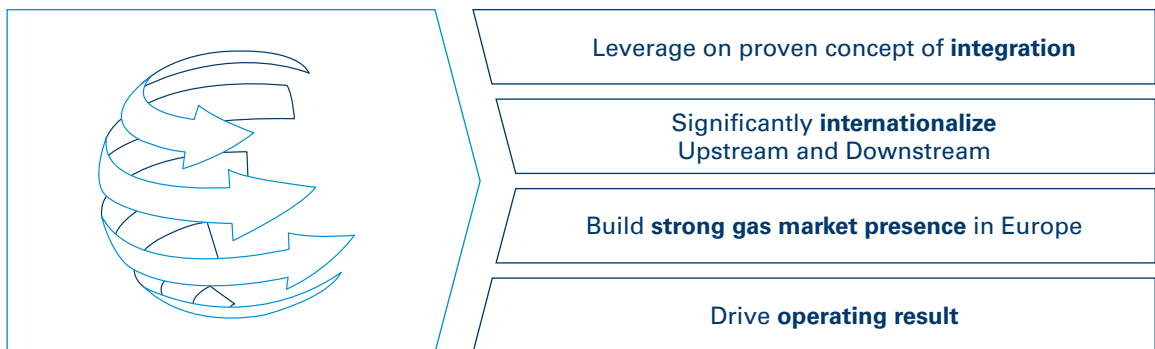 Leverage on proven concept of integration
Significantly internationalize
Upstream and Downstream
Build strong gas market presence in Europe
Drive operating result